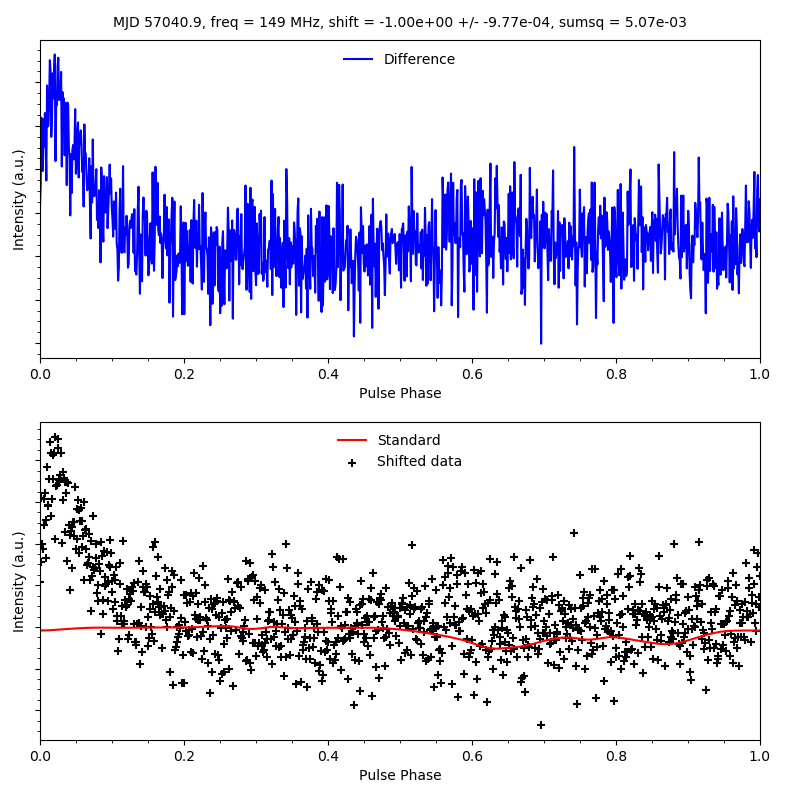 MJD 57040.9, freq = 149 MHz, shift = -1.00e+00 +/- -9.77e-04, sumsq = 5.07e-03
Difference
Intensity (a.u.)
0.0 0.2 0.4 0.6 0.8 1.0
Pulse Phase
Standard
Shifted data
Intensity (a.u.)
0.0 0.2 0.4 0.6 0.8 1.0
Pulse Phase